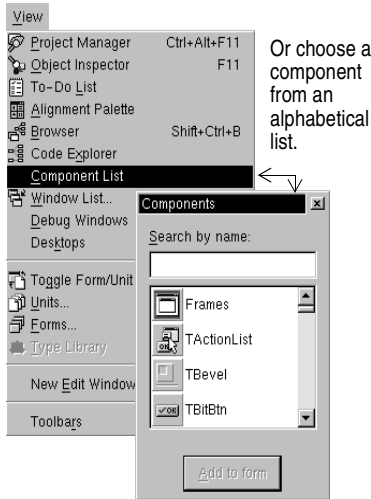 View
Project Manager Ctrl+Alt+F11
Object Inspector F11
To-Do List
Alignment Palette
Browser Shift+Ctrl+B
Code Explorer
Component List
Window List...
Debug Windows
Desktops
Toggle Form/Unit
Units...
Forms...
Type Library
New Edit Window
Toolbars
Or choose a
component
from an
alphabetical
list.
Components
Search by name:
Frames
TActionList
TBevel
OK
TBitBtn
Add to form